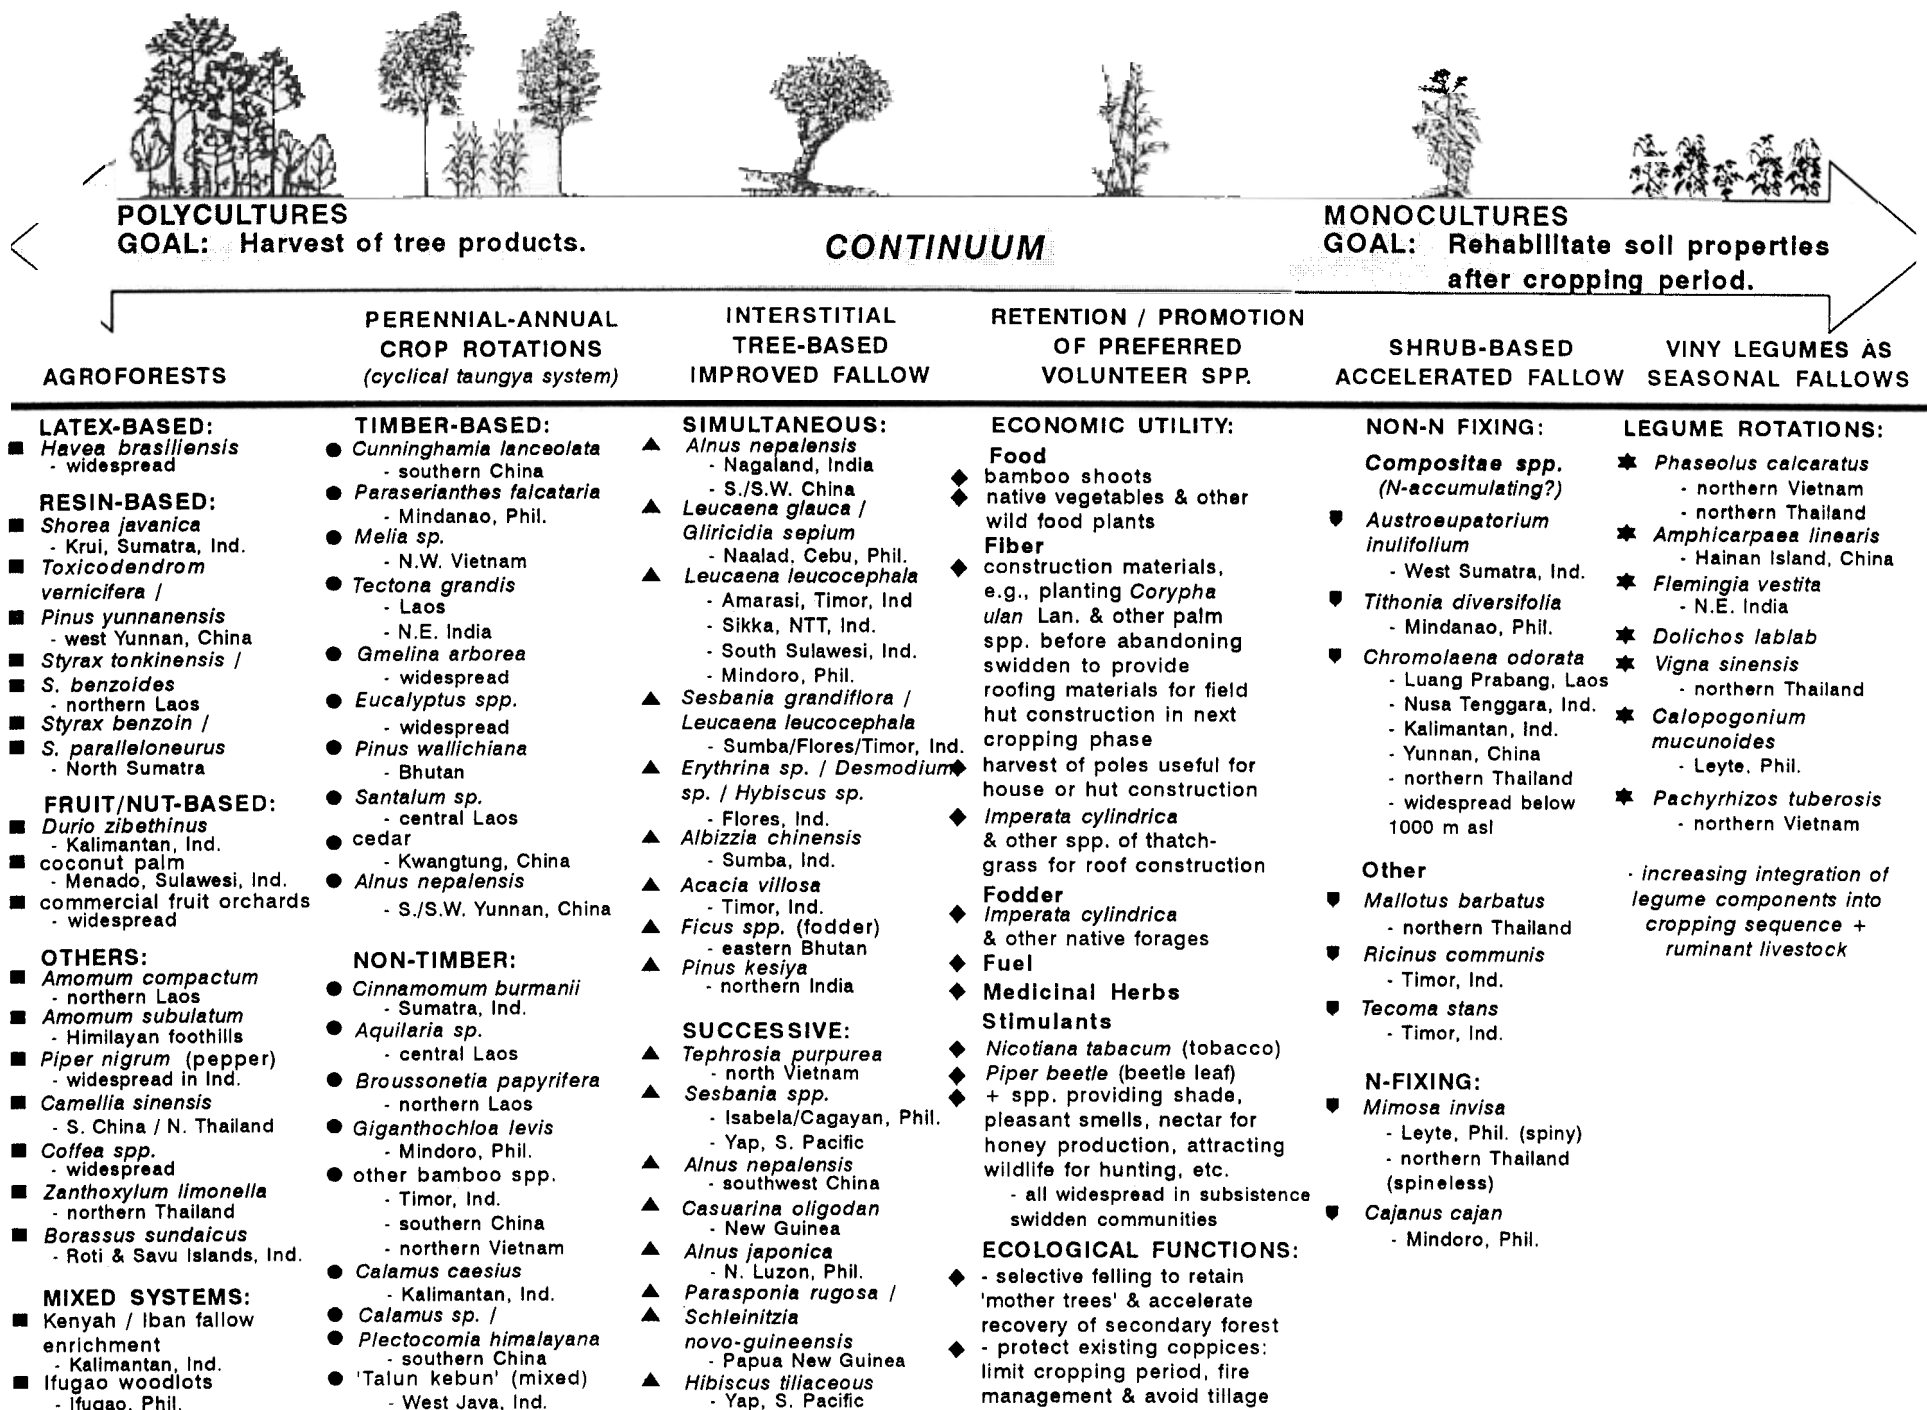 POLYCULTURES
GOAL: Harvest of tree products.
CONTINUUM
MONOCULTURES
GOAL: Rehabilitate soil properties
after cropping period.
AGROFORESTS
LATEX-BASED:
Havea brasiliensis
- widespread
RESIN-BASED:
Shorea javanica
- Krui, Sumatra, Ind.
Toxicodendrom
vernicifera /
Pinus yunnanensis
- west Yunnan, China
Styrax tonkinensis /
S. benzoides
- northern Laos
Styrax benzoin /
S. paralleloneurus
- North Sumatra
FRUIT/NUT-BASED:
Durio zibethinus
- Kalimantan, Ind.
coconut palm
- Menado, Sulawesi, Ind.
commercial fruit orchards
- widespread
OTHERS:
Amomum compactum
- northern Laos
Amomum subulatum
- Himilayan foothills
Piper nigrum (pepper)
- widespread in Ind.
Camellia sinensis
- S. China / N. Thailand
Coffea spp.
- widespread
Zanthoxylum limonella
- northern Thailand
Borassus sundaicus
- Roti & Savu Islands, Ind.
MIXED SYSTEMS:
Kenyah / Iban fallow
enrichment
- Kalimantan, Ind.
Ifugao woodlots
- Ifugao, Phil.
PERENNIAL-ANNUAL
CROP ROTATIONS
(cyclical taungya system)
TIMBER-BASED:
Cunninghamia lanceolata
- southern China
Paraserianthes falcataria
- Mindanao, Phil.
Melia sp.
- N.W. Vietnam
Tectona grandis
- Laos
- N.E. India
Gmelina arborea
- widespread
Eucalyptus spp.
- widespread
Pinus wallichiana
- Bhutan
Santalum sp.
- central Laos
cedar
- Kwangtung, China
Alnus nepalensis
- S./S.W. Yunnan, China
NON-TIMBER:
Cinnamomum burmanii
- Sumatra, Ind.
Aquilaria sp.
- central Laos
Broussonetia papyrifera
- northern Laos
Giganthochloa levis
- Mindoro, Phil.
other bamboo spp.
- Timor, Ind.
- southern China
- northern Vietnam
Calamus caesius
- Kalimantan, Ind.
Calamus sp. /
Plectocomia himalayana
- southern China
'Talun kebun' (mixed)
- West Java, Ind.
INTERSTITIAL
TREE-BASED
IMPROVED FALLOW
SIMULTANEOUS:
Alnus nepalensis
- Nagaland, India
- S./S.W. China
Leucaena glauca /
Gliricidia sepium
- Naalad, Cebu, Phil.
Leucaena leucocephala
- Amarasi, Timor, Ind
- Sikka, NTT, Ind.
- South Sulawesi, Ind.
- Mindoro, Phil.
Sesbania grandiflora /
Leucaena leucocephala
- Sumba/Flores/Timor, Ind.
Erythrina sp. / Desmodium
sp. / Hybiscus sp.
- Flores, Ind.
Albizzia chinensis
- Sumba, Ind.
Acacia villosa
- Timor, Ind.
Ficus spp. (fodder)
- eastern Bhutan
Pinus kesiya
- northern India
SUCCESSIVE:
Tephrosia purpurea
- north Vietnam
Sesbania spp.
- Isabela/Cagayan, Phil.
- Yap, S. Pacific
Alnus nepalensis
- southwest China
Casuarina oligodan
- New Guinea
Alnus japonica
- N. Luzon, Phil.
Parasponia rugosa /
Schleinitzia
novo-guineensis
- Papua New Guinea
Hibiscus tiliaceous
- Yap, S. Pacific
RETENTION / PROMOTION
OF PREFERRED
VOLUNTEER SPP.
ECONOMIC UTILITY:
Food
bamboo shoots
native vegetables & other
wild food plants
Fiber
construction materials,
e.g., planting Corypha
ulan Lan. & other palm
spp. before abandoning
swidden to provide
roofing materials for field
hut construction in next
cropping phase
harvest of poles useful for
house or hut construction
Imperata cylindrica
& other spp. of thatch-
grass for roof construction
Fodder
Imperata cylindrica
& other native forages
Fuel
Medicinal Herbs
Stimulants
Nicotiana tabacum (tobacco)
Piper beetle (beetle leaf)
+ spp. providing shade,
pleasant smells, nectar for
honey production, attracting
wildlife for hunting, etc.
- all widespread in subsistence
swidden communities
ECOLOGICAL FUNCTIONS:
- selective felling to retain
'mother trees' & accelerate
recovery of secondary forest
- protect existing coppices:
limit cropping period, fire
management & avoid tillage
SHRUB-BASED
ACCELERATED FALLOW
NON-N FIXING:
Compositae spp.
(N-accumulating?)
Austroeupatorium
inulifolium
- West Sumatra, Ind.
Tithonia diversifolia
- Mindanao, Phil.
Chromolaena odorata
- Luang Prabang, Laos
- Nusa Tenggara, Ind.
- Kalimantan, Ind.
- Yunnan, China
- northern Thailand
- widespread below
1000 m asl
Other
Mallotus barbatus
- northern Thailand
Ricinus communis
- Timor, Ind.
Tecoma stans
- Timor, Ind.
N-FIXING:
Mimosa invisa
- Leyte, Phil. (spiny)
- northern Thailand
(spineless)
Cajanus cajan
- Mindoro, Phil.
VINY LEGUMES AS
SEASONAL FALLOWS
LEGUME ROTATIONS:
Phaseolus calcaratus
- northern Vietnam
- northern Thailand
Amphicarpaea linearis
- Hainan Island, China
Flemingia vestita
- N.E. India
Dolichos lablab
Vigna sinensis
- northern Thailand
Calopogonium
mucunoides
- Leyte, Phil.
Pachyrhizos tuberosis
- northern Vietnam
- increasing integration of
legume components into
cropping sequence +
ruminant livestock